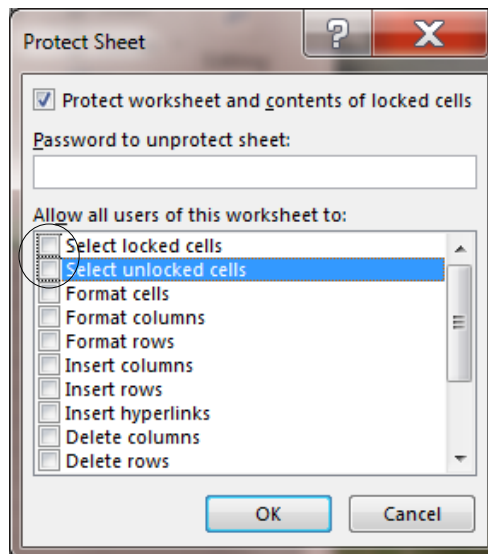 Protect Sheet
Protect worksheet and contents of locked cells
Password to unprotect sheet:
Allow all users of this worksheet to:
Select locked cells
Select unlocked cells
Format cells
Format columns
Format rows
Insert columns
Insert rows
Insert hyperlinks
Delete columns
Delete rows
OK Cancel